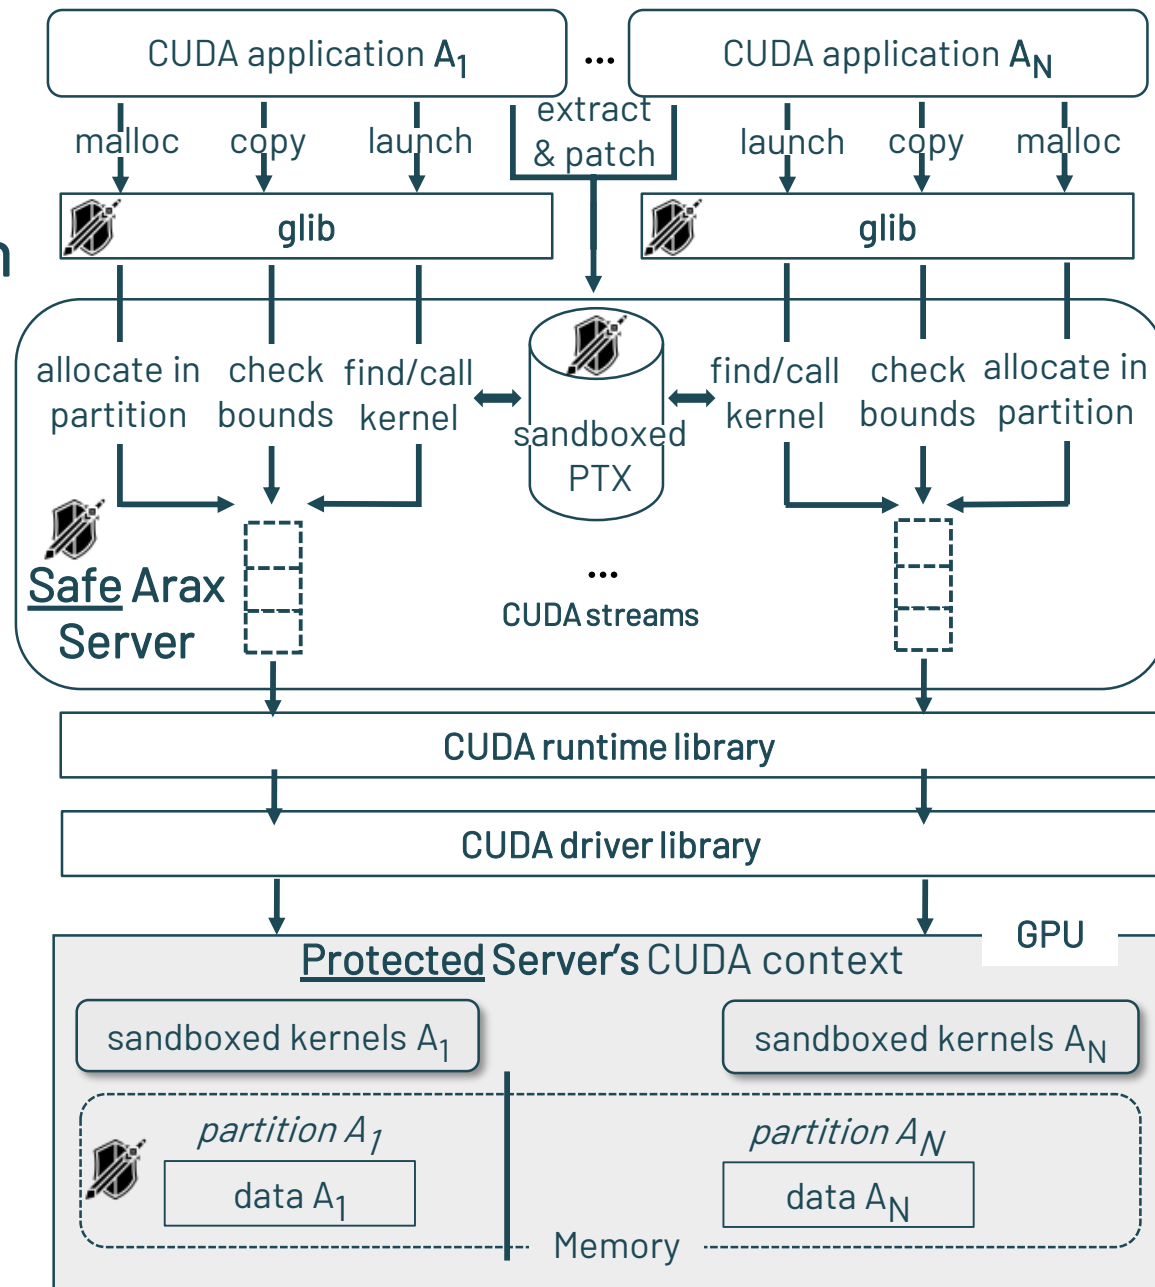 CUDA application A1
...
CUDA application AN
malloc
copy
launch
extract
& patch
launch
copy
malloc
glib
glib
n
allocate in
partition
check
bounds
find/call
kernel
sandboxed
PTX
find/call
kernel
check
bounds
allocate in
partition
Safe Arax
Server
...
CUDA streams
CUDA runtime library
CUDA driver library
GPU
Protected Server's CUDA context
sandboxed kernels A1
sandboxed kernels AN
partition A1
partition AN
data A1
data AN
Memory